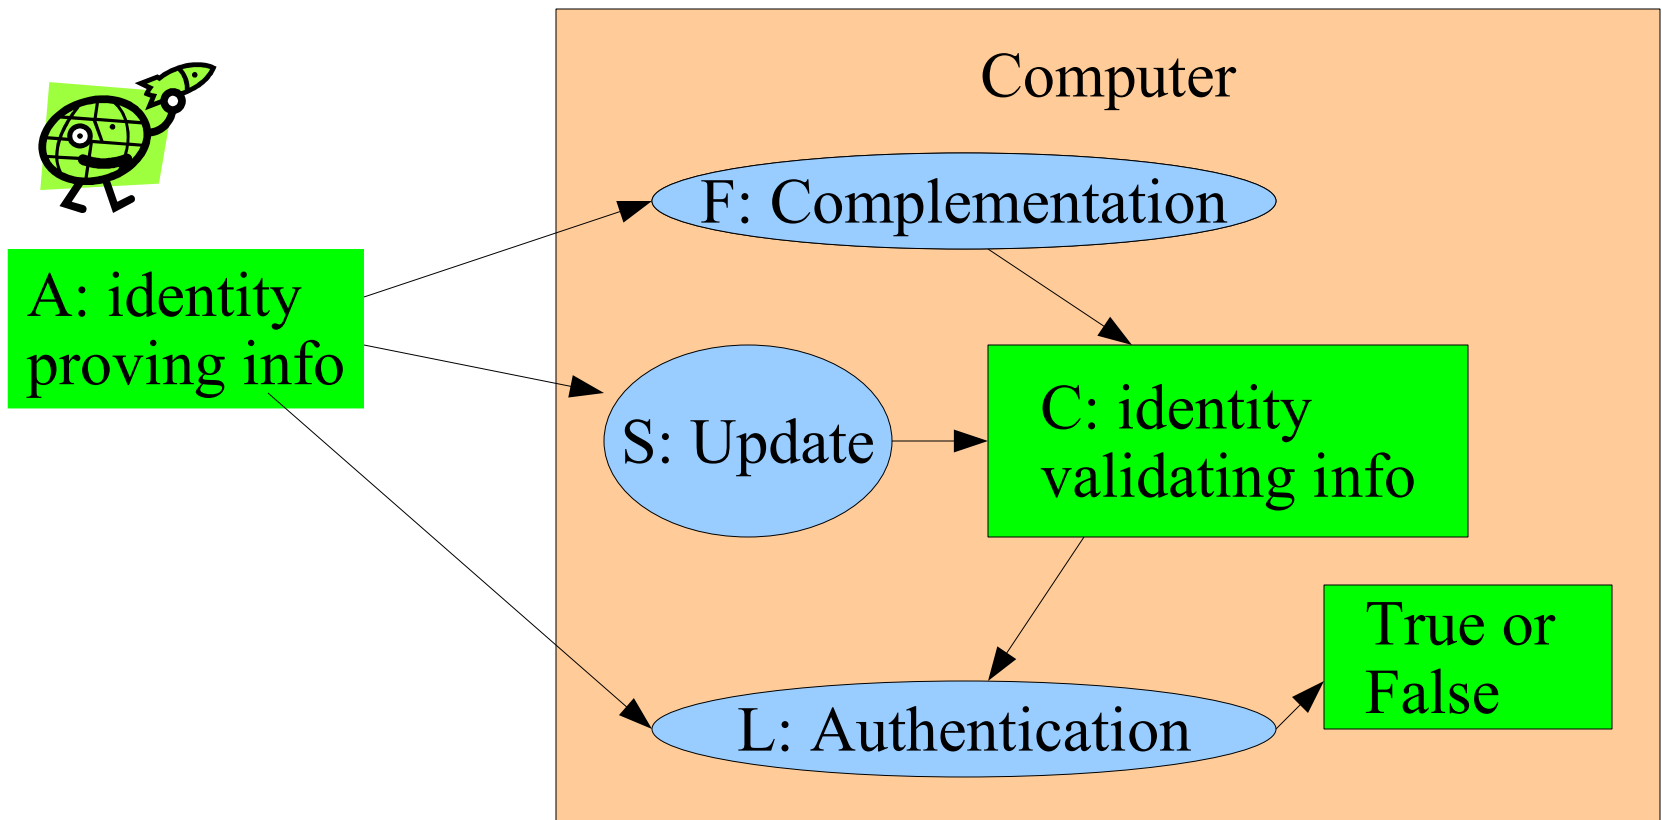 Computer
F: Complementation
A: identity
proving info
S: Update
C: identity
validating info
True or
False
L: Authentication